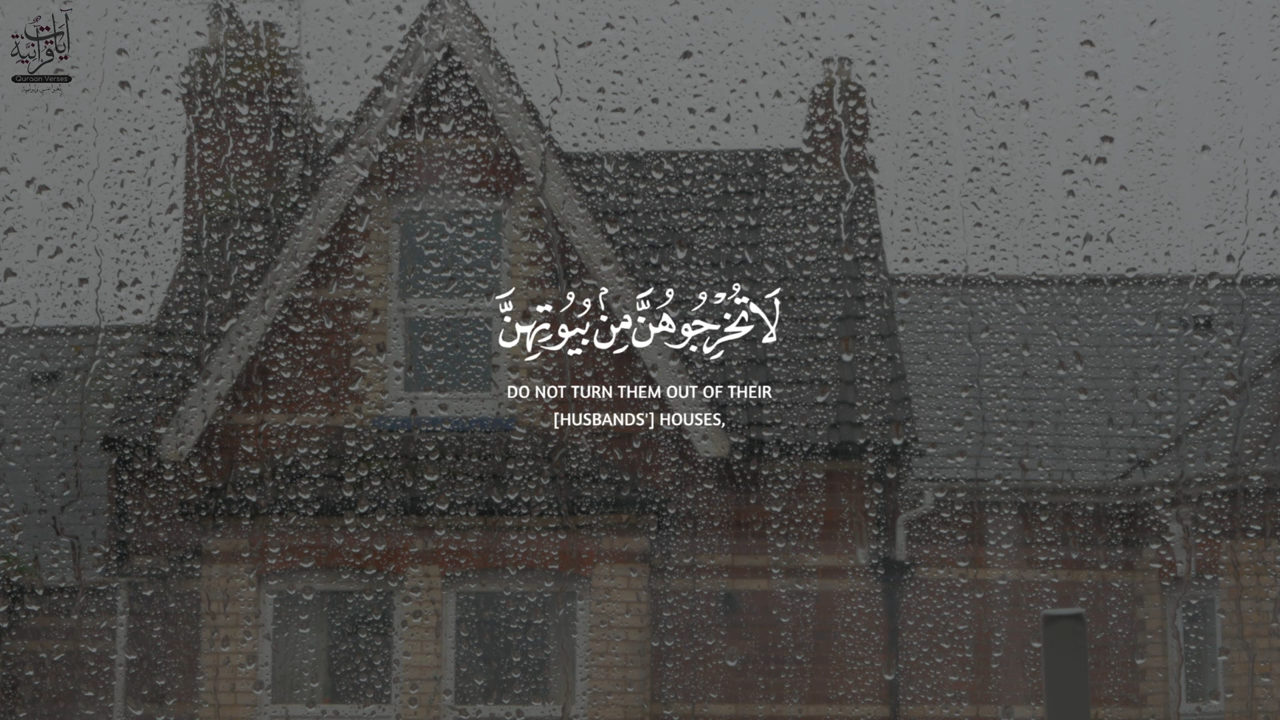 آيات قرآنية
Quraan Verses
لَا تُخْرِجُوهُنَّ مِنْ بُيُوتِهِنَّ
DO NOT TURN THEM OUT OF THEIR
[HUSBANDS'] HOUSES,